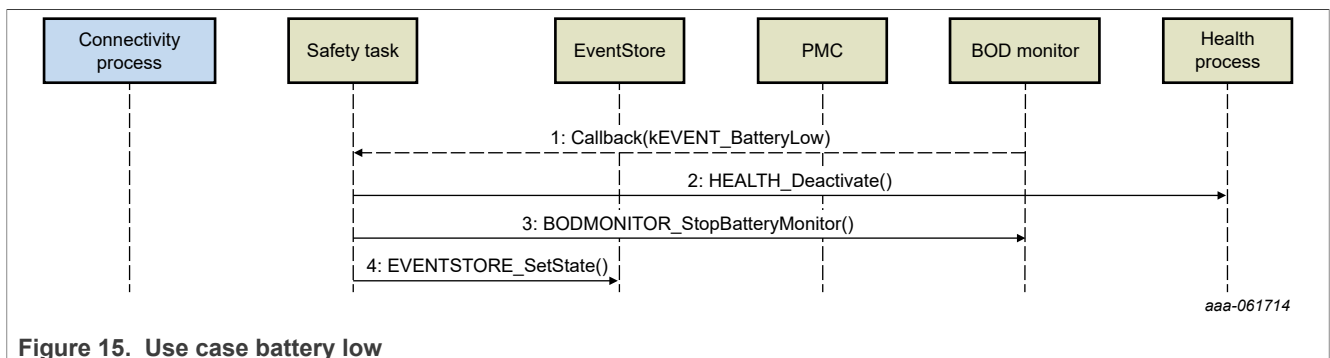 Connectivity
process
Safety task
EventStore
PMC
BOD monitor
Health
process
1: Callback(kEVENT_BatteryLow)
2: HEALTH_Deactivate()
3: BODMONITOR_StopBatteryMonitor()
4: EVENTSTORE_SetState()
aaa-061714
Figure 15. Use case battery low